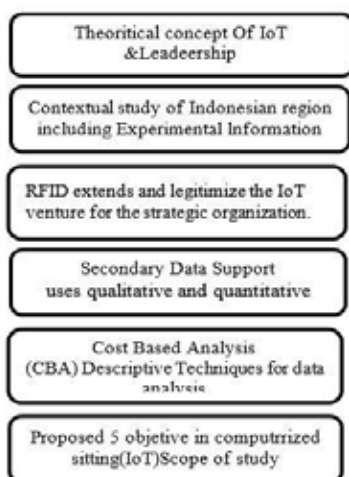 Theoritical concept Of IoT
&Leadeership
Contextual study of Indonesian region
including Experimental Information
RFID extends and legitimize the IoT
venture for the strategic organization.
Secondary Data Support
uses qualitative and quantitative
Cost Based Analysis
(CBA) Descriptive Techniques for data
analysis
Proposed 5 objetive in computrrized
sitting(IoT)Scope of study